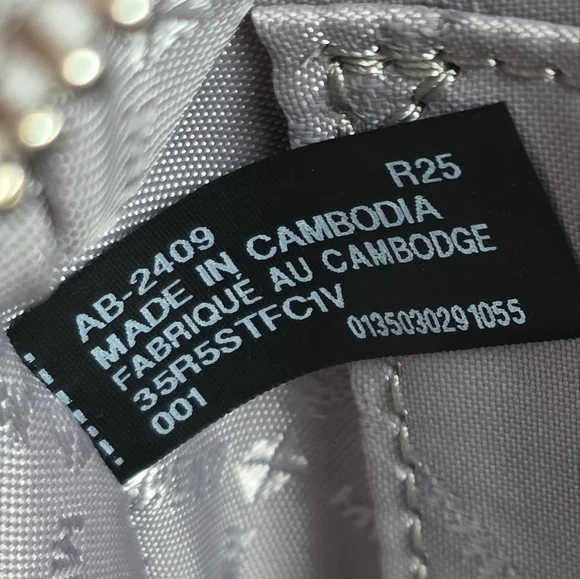 R25
AB-2409
MADE IN CAMBODIA
FABRIQUÉ AU CAMBODGE
35R5STFC1V
001
0135030291055